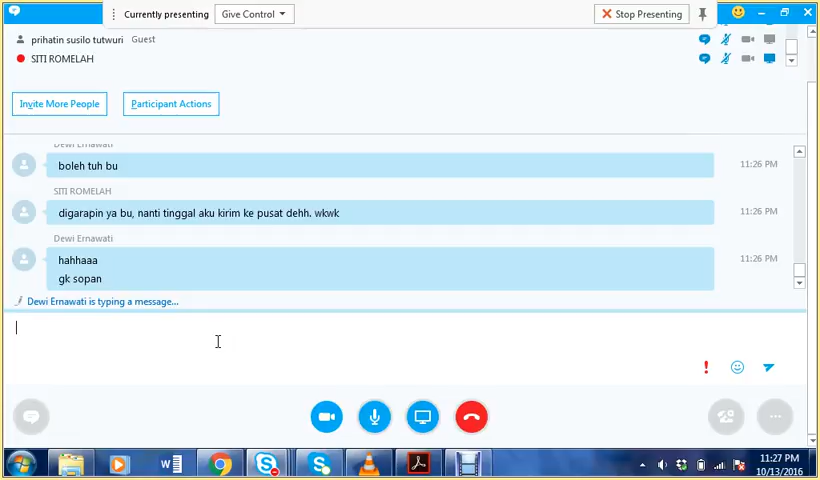 Currently presenting Give Control Stop Presenting
prihatin susilo tutwuri Guest
SITI ROMELAH
Invite More People Participant Actions
Dewi Ernawati
boleh tuh bu 11:26 PM
SITI ROMELAH
digarapin ya bu, nanti tinggal aku kirim ke pusat dehh. wkwk 11:26 PM
Dewi Ernawati
hahhaaa 11:26 PM
gk sopan
Dewi Ernawati is typing a message...
11:27 PM
10/13/2016